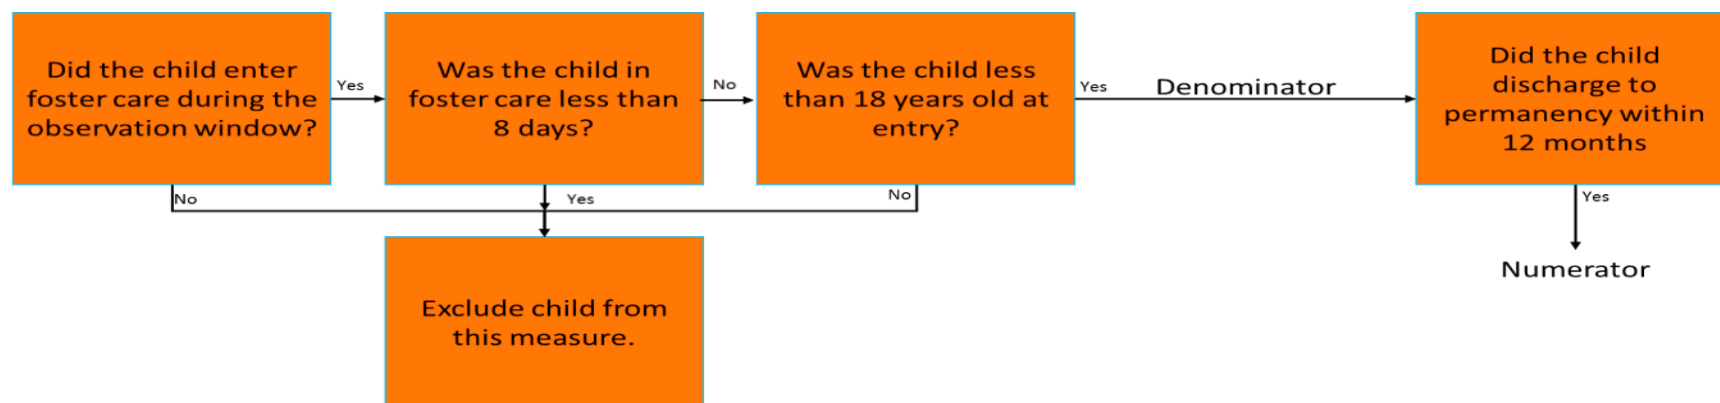 Did the child enter
foster care during the
observation window?
Yes
Was the child in
foster care less than
8 days?
No
Was the child less
than 18 years old at
entry?
Yes
Denominator
Did the child
discharge to
permanency within
12 months
No
Yes
No
Yes
Numerator
Exclude child from
this measure.